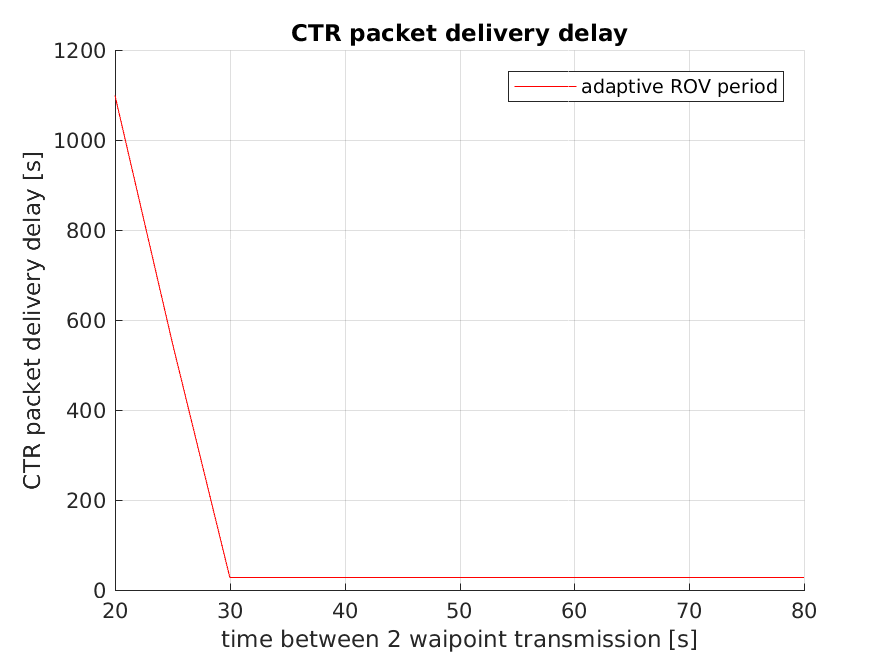 CTR packet delivery delay
adaptive ROV period
CTR packet delivery delay [s]
1200
1000
800
600
400
200
0
20 30 40 50 60 70 80
time between 2 waipoint transmission [s]